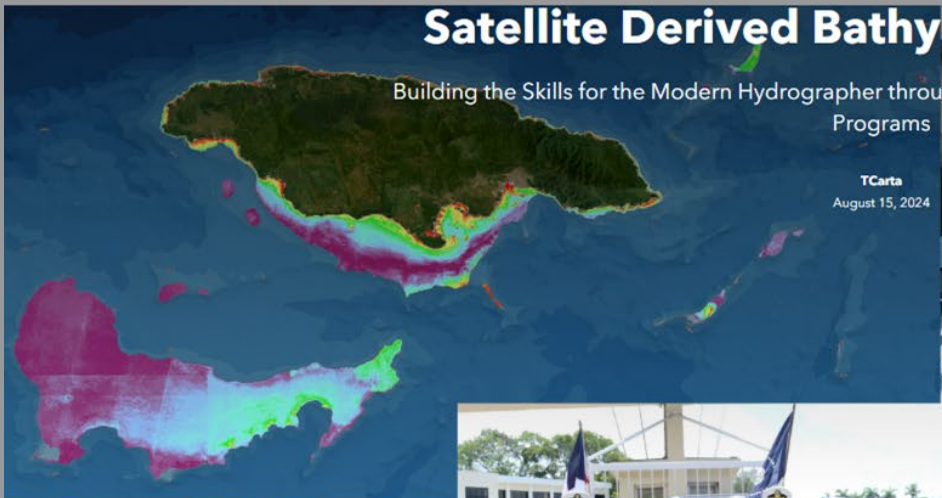 Satellite Derived Bathy
Building the Skills for the Modern Hydrographer throu
Programs
TCarta
August 15, 2024